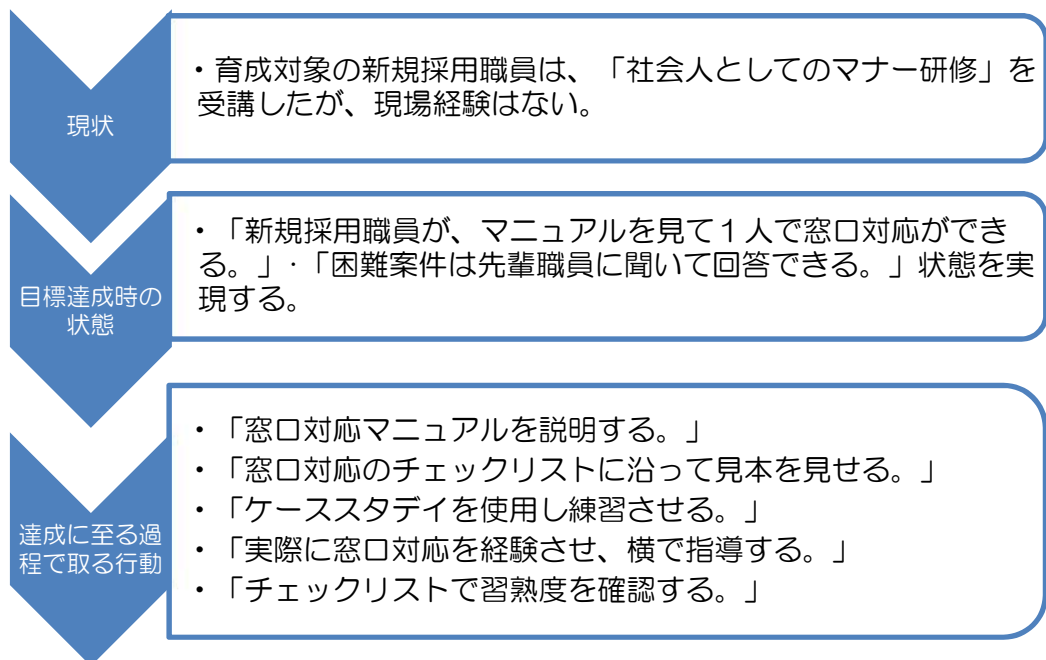 現状
・育成対象の新規採用職員は、「社会人としてのマナー研修」を
受講したが、現場経験はない。
目標達成時の
状態
・「新規採用職員が、マニュアルを見て１人で窓口対応ができ
る。」・「困難案件は先輩職員に聞いて回答できる。」状態を実
現する。
達成に至る過
程で取る行動
・「窓口対応マニュアルを説明する。」
・「窓口対応のチェックリストに沿って見本を見せる。」
・「ケーススタデイを使用し練習させる。」
・「実際に窓口対応を経験させ、横で指導する。」
・「チェックリストで習熟度を確認する。」